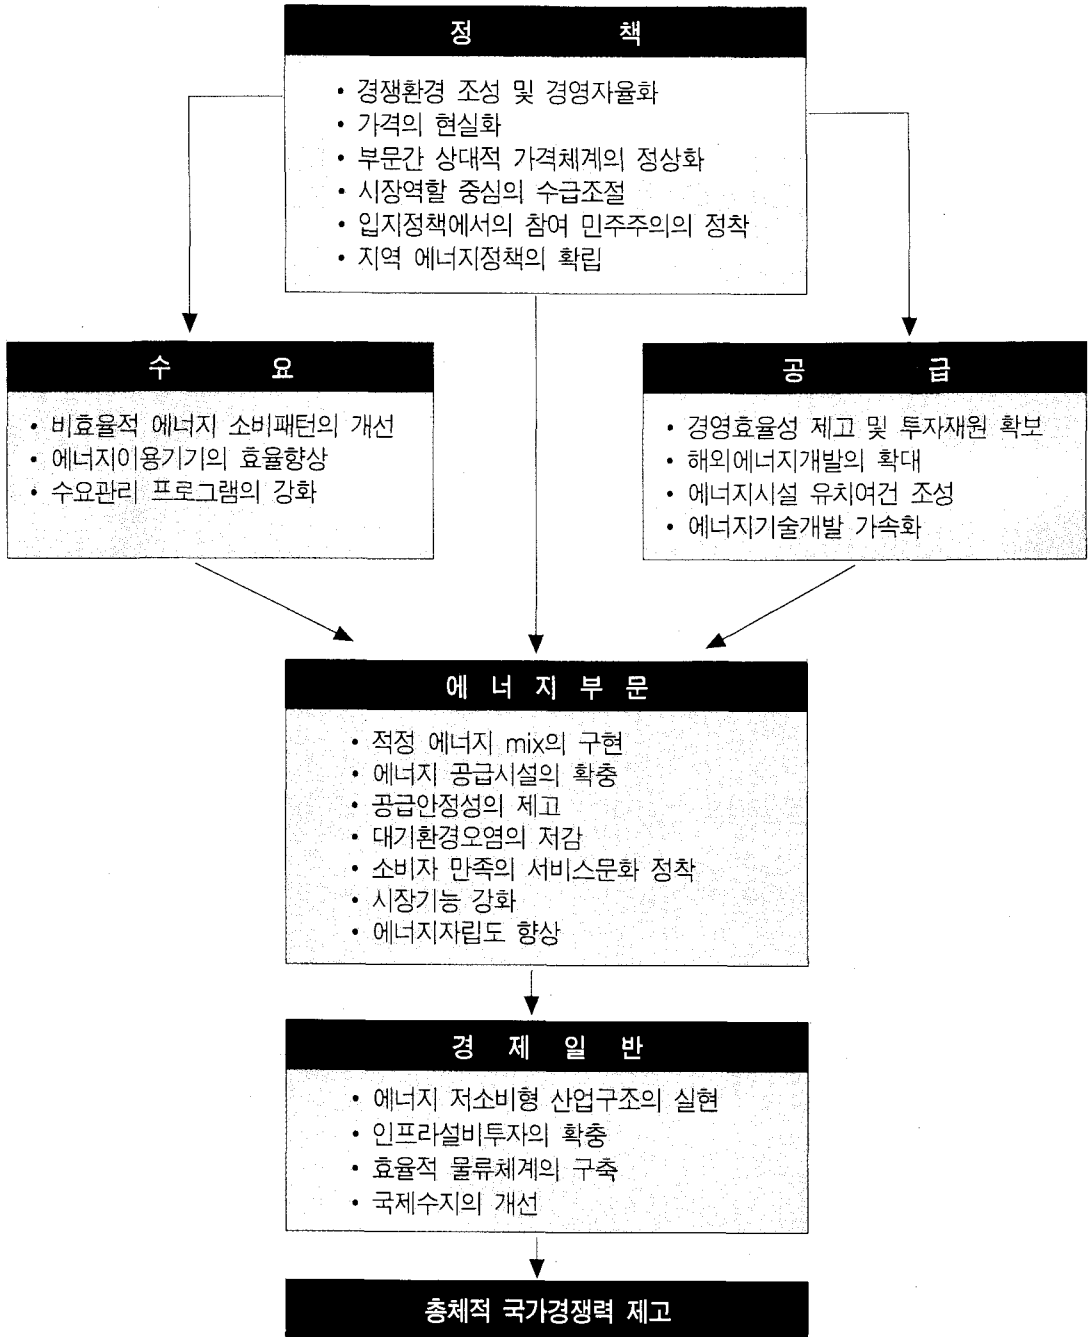 정 책
• 경쟁환경 조성 및 경영자율화
• 가격의 현실화
• 부문간 상대적 가격체계의 정상화
• 시장역할 중심의 수급조절
• 입지정책에서의 참여 민주주의의 정착
• 지역 에너지정책의 확립
수 요
• 비효율적 에너지 소비패턴의 개선
• 에너지이용기기의 효율향상
• 수요관리 프로그램의 강화
공 급
• 경영효율성 제고 및 투자재원 확보
• 해외에너지개발의 확대
• 에너지시설 유치여건 조성
• 에너지기술개발 가속화
에 너 지 부 문
• 적정 에너지 mix의 구현
• 에너지 공급시설의 확충
• 공급안정성의 제고
• 대기환경오염의 저감
• 소비자 만족의 서비스문화 정착
• 시장기능 강화
• 에너지자립도 향상
경 제 일 반
• 에너지 저소비형 산업구조의 실현
• 인프라설비투자의 확충
• 효율적 물류체계의 구축
• 국제수지의 개선
총체적 국가경쟁력 제고